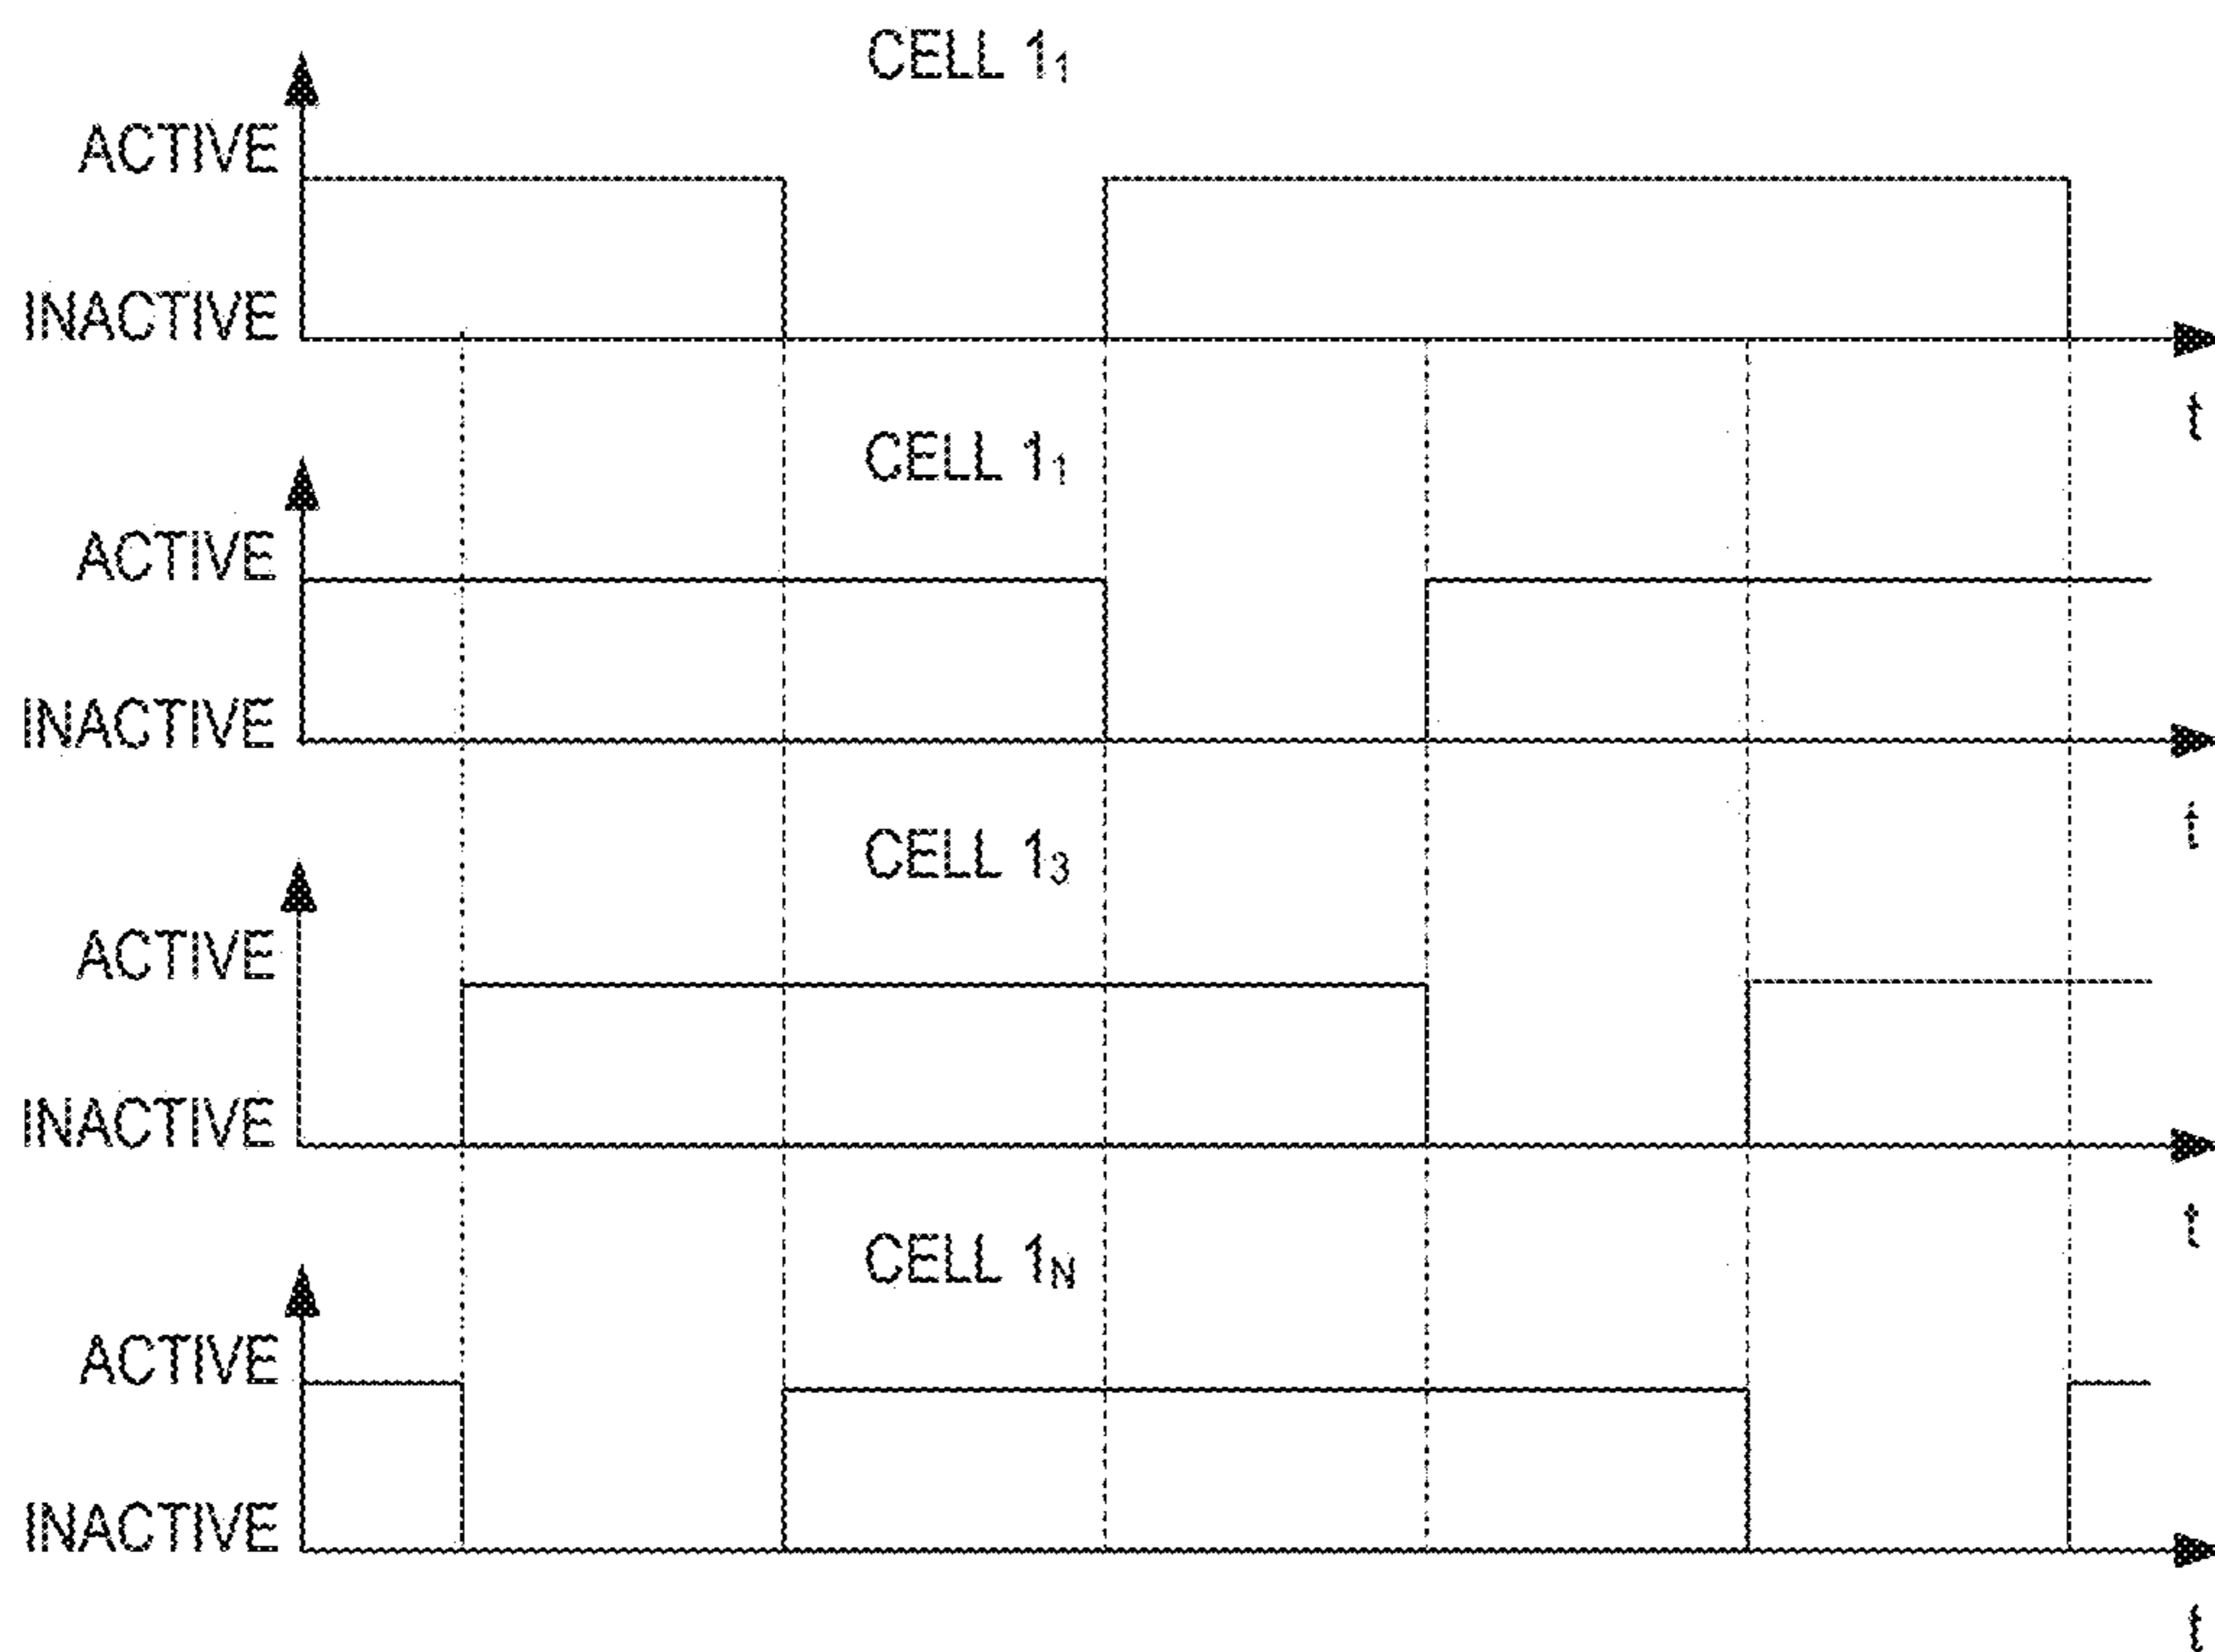 CELL 1₁
ACTIVE
INACTIVE
t
CELL 1₁
ACTIVE
INACTIVE
t
CELL 1₃
ACTIVE
INACTIVE
t
CELL 1N
ACTIVE
INACTIVE
t